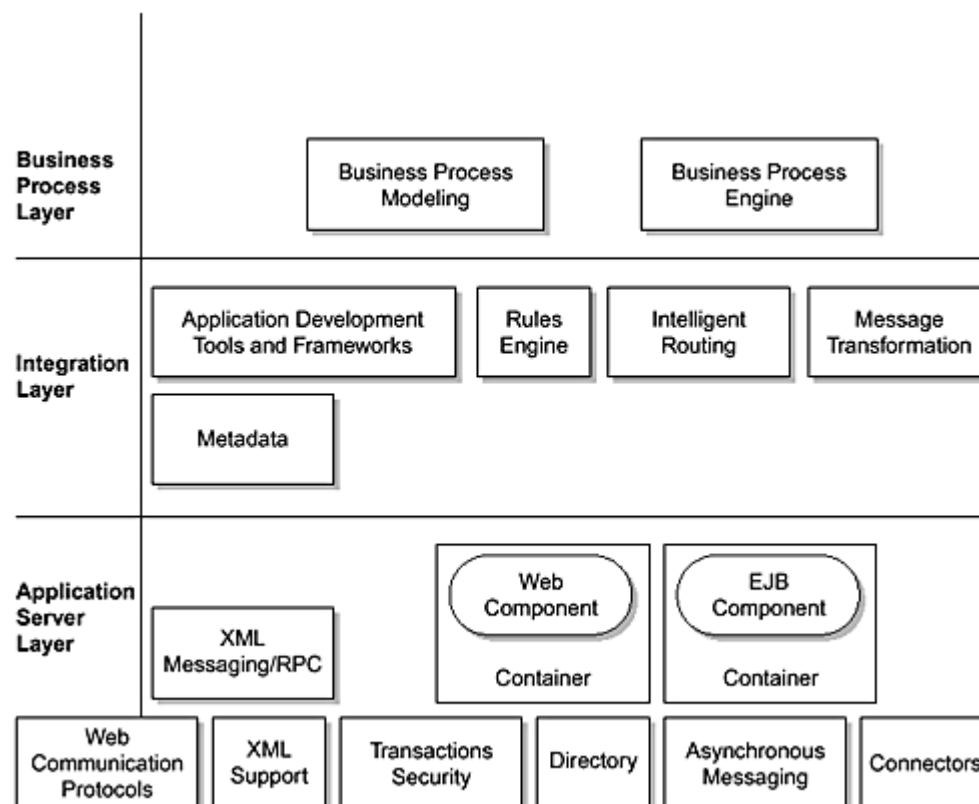 Business
Process
Layer
Business Process
Modeling
Business Process
Engine
Integration
Layer
Application Development
Tools and Frameworks
Rules
Engine
Intelligent
Routing
Message
Transformation
Metadata
Application
Server
Layer
XML
Messaging/RPC
Web
Component
Container
EJB
Component
Container
Web
Communication
Protocols
XML
Support
Transactions
Security
Directory
Asynchronous
Messaging
Connectors